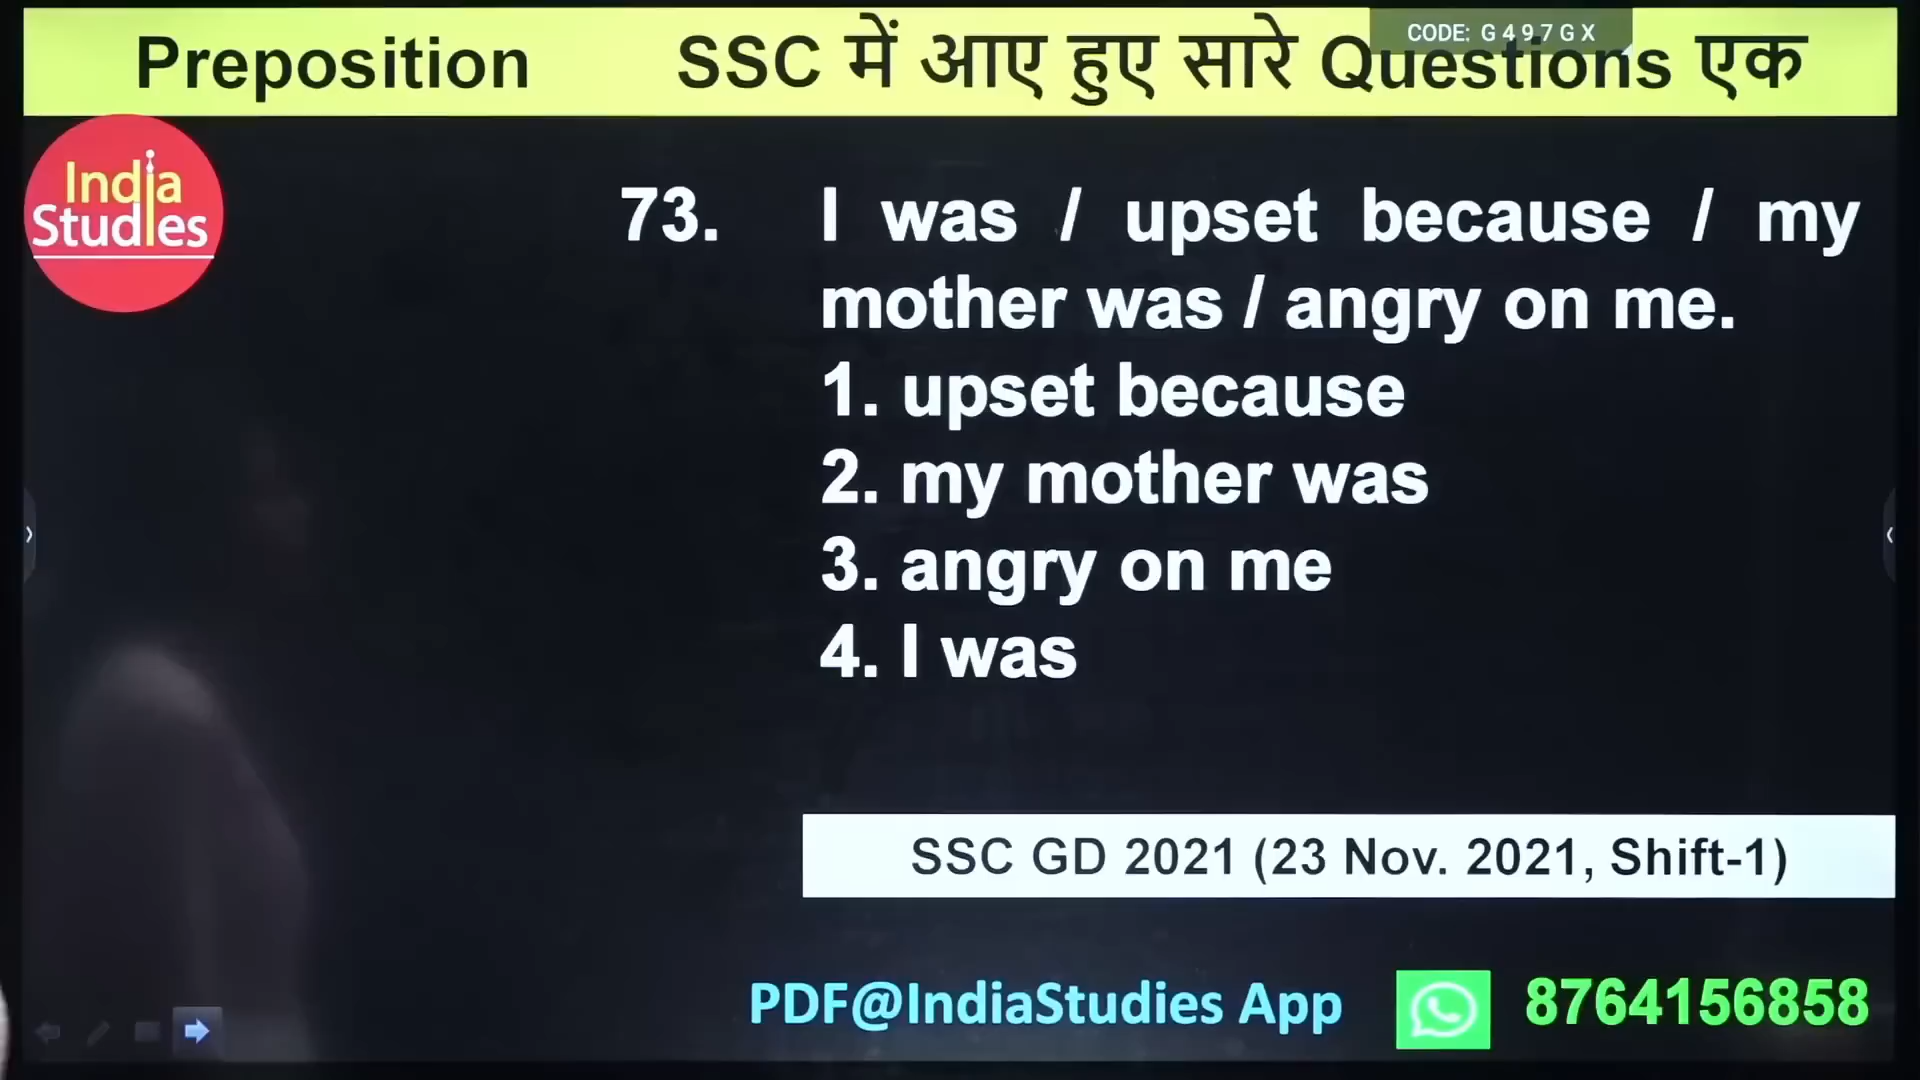 Preposition SSC में आए हुए सारे Questions एक
CODE: G 4 9 7 G X
India
Studies
73. I was / upset because / my
mother was / angry on me.
1. upset because
2. my mother was
3. angry on me
4. I was
SSC GD 2021 (23 Nov. 2021, Shift-1)
PDF@IndiaStudies App 8764156858